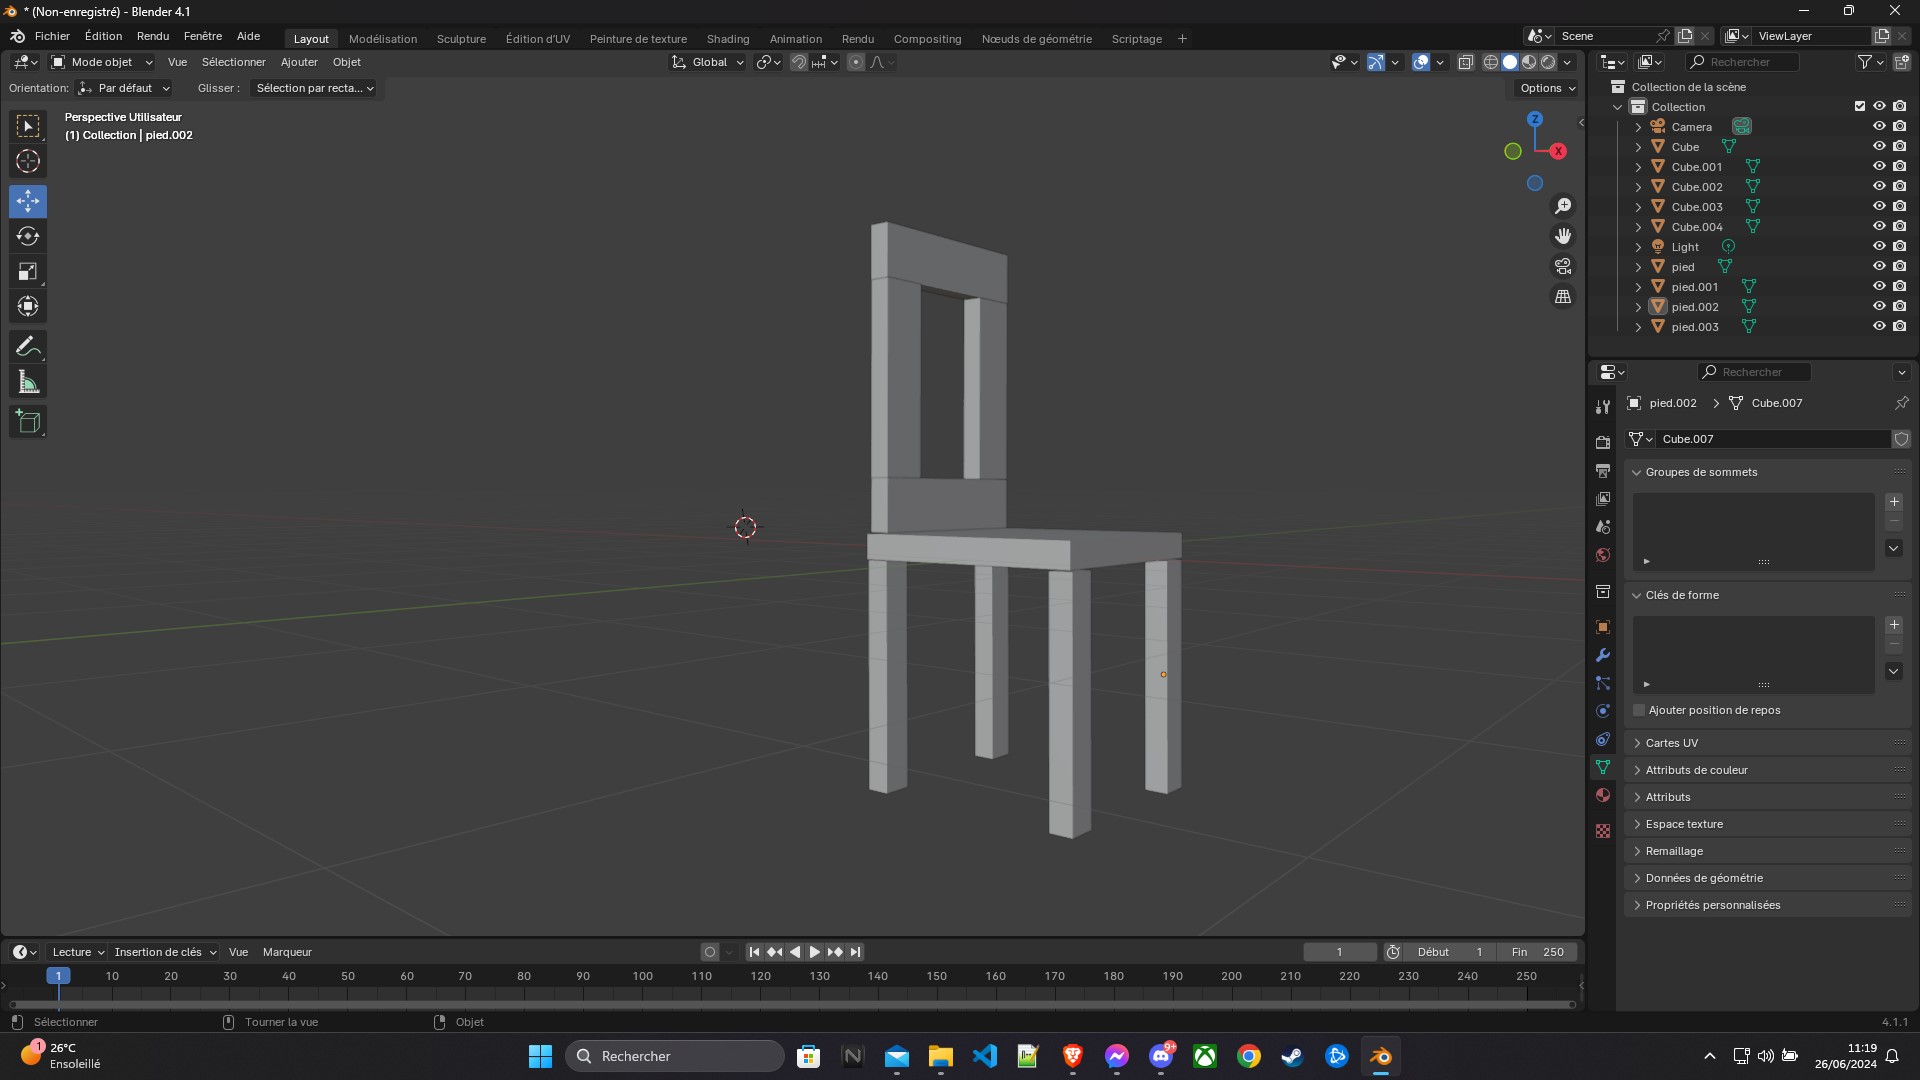 * (Non-enregistré) - Blender 4.1
Fichier Édition Rendu Fenêtre Aide
Layout Modélisation Sculpture Édition d'UV Peinture de texture Shading Animation Rendu Compositing Nœuds de géométrie Scriptage +
Scene ViewLayer
Mode objet Vue Sélectionner Ajouter Objet
Global
Rechercher
Orientation: Par défaut Glisser : Sélection par recta...
Options
Perspective Utilisateur
(1) Collection | pied.002
Z
X
Collection de la scène
Collection
Camera
Cube
Cube.001
Cube.002
Cube.003
Cube.004
Light
pied
pied.001
pied.002
pied.003
Rechercher
pied.002 > Cube.007
Cube.007
Groupes de sommets
Clés de forme
Ajouter position de repos
Cartes UV
Attributs de couleur
Attributs
Espace texture
Remaillage
Données de géométrie
Propriétés personnalisées
Lecture Insertion de clés Vue Marqueur
1 Début 1 Fin 250
1 10 20 30 40 50 60 70 80 90 100 110 120 130 140 150 160 170 180 190 200 210 220 230 240 250
Sélectionner Tourner la vue Objet
4.1.1
1
26°C
Ensoleillé
Rechercher
N
9+
11:19
26/06/2024